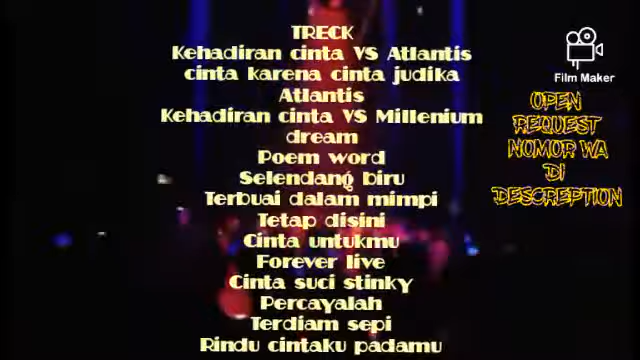 TRECK
Kehadiran cinta VS Atlantis
cinta karena cinta judika
Atlantis
Kehadiran cinta VS Millenium
dream
Poem word
Selendang biru
Terbuai dalam mimpi
Tetap disini
Cinta untukmu
Forever live
Cinta suci stinky
Percayalah
Terdiam sepi
Rindu cintaku padamu
Film Maker
OPEN
REQUEST
NOMOR WA
DI
DESCREPTION